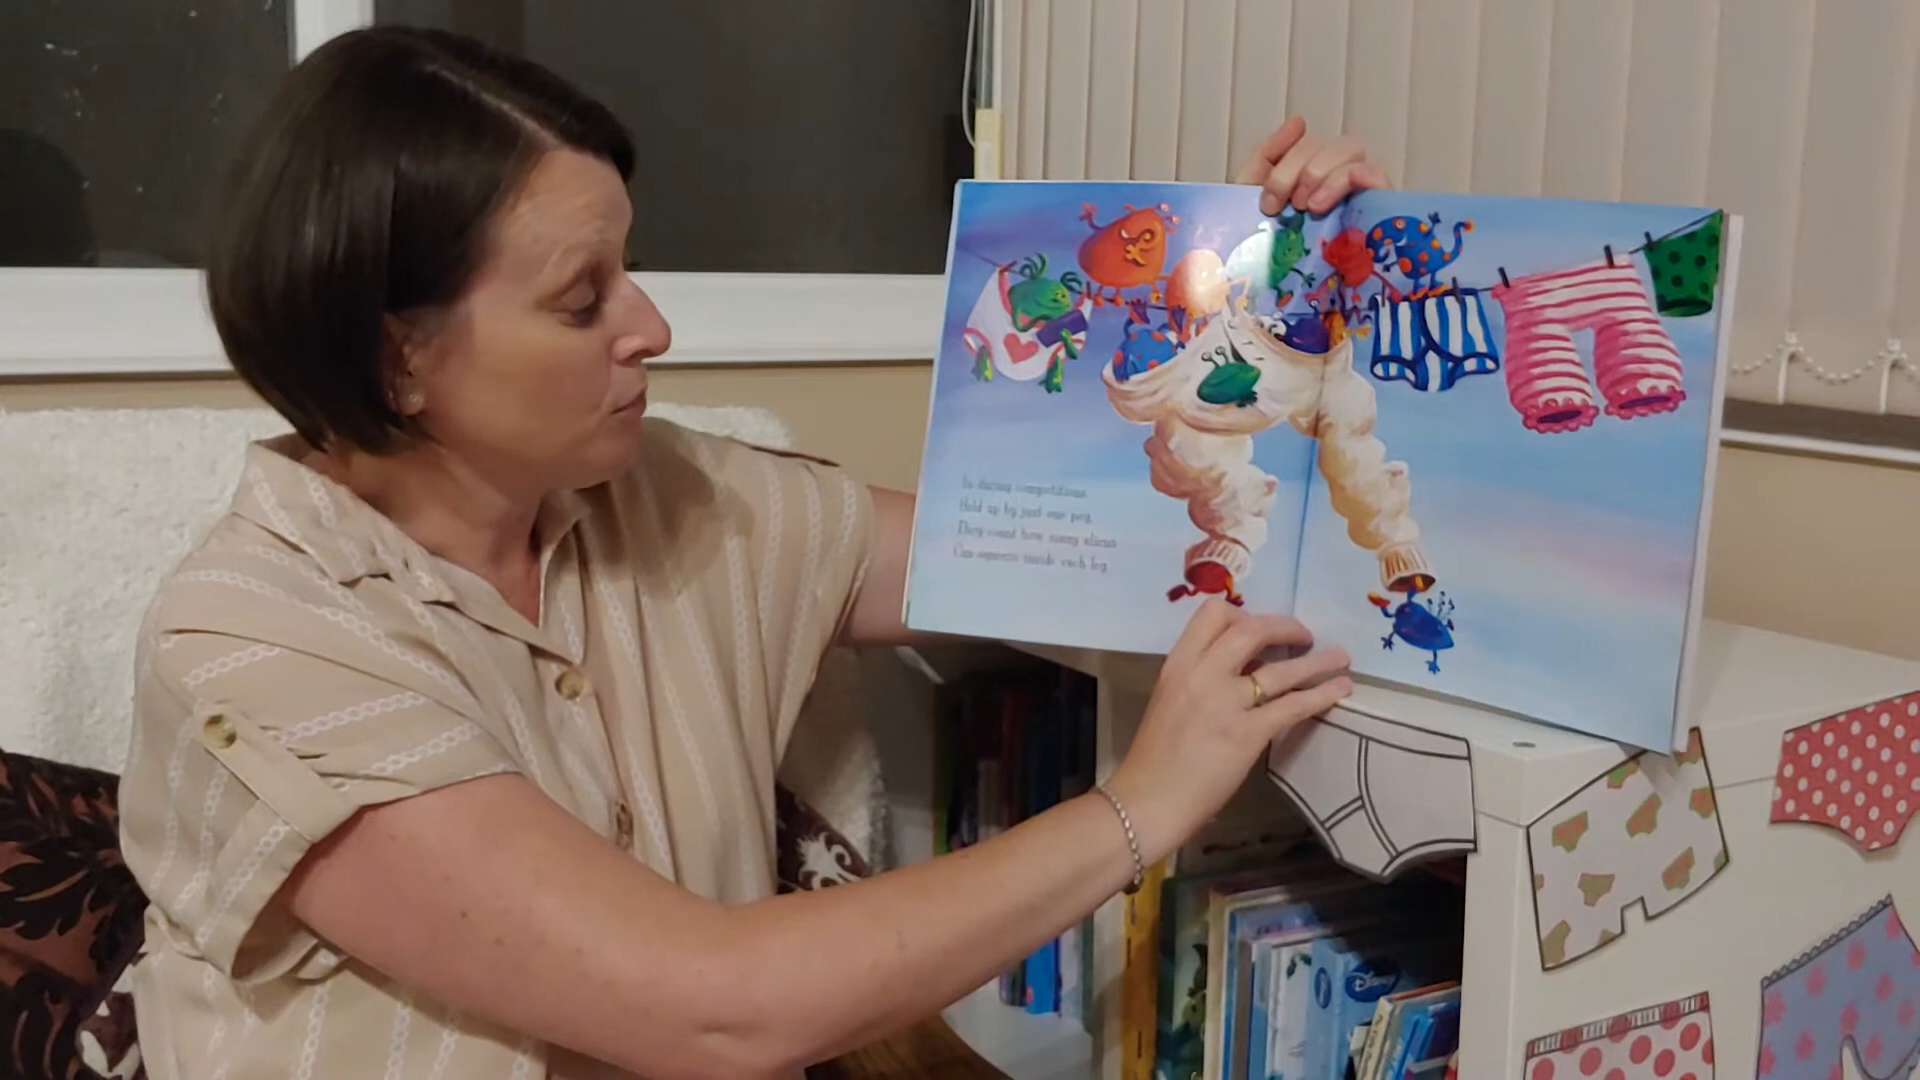 In daring competitions,
Held up by just one peg,
They count how many aliens
Can squeeze inside each leg.
Disney